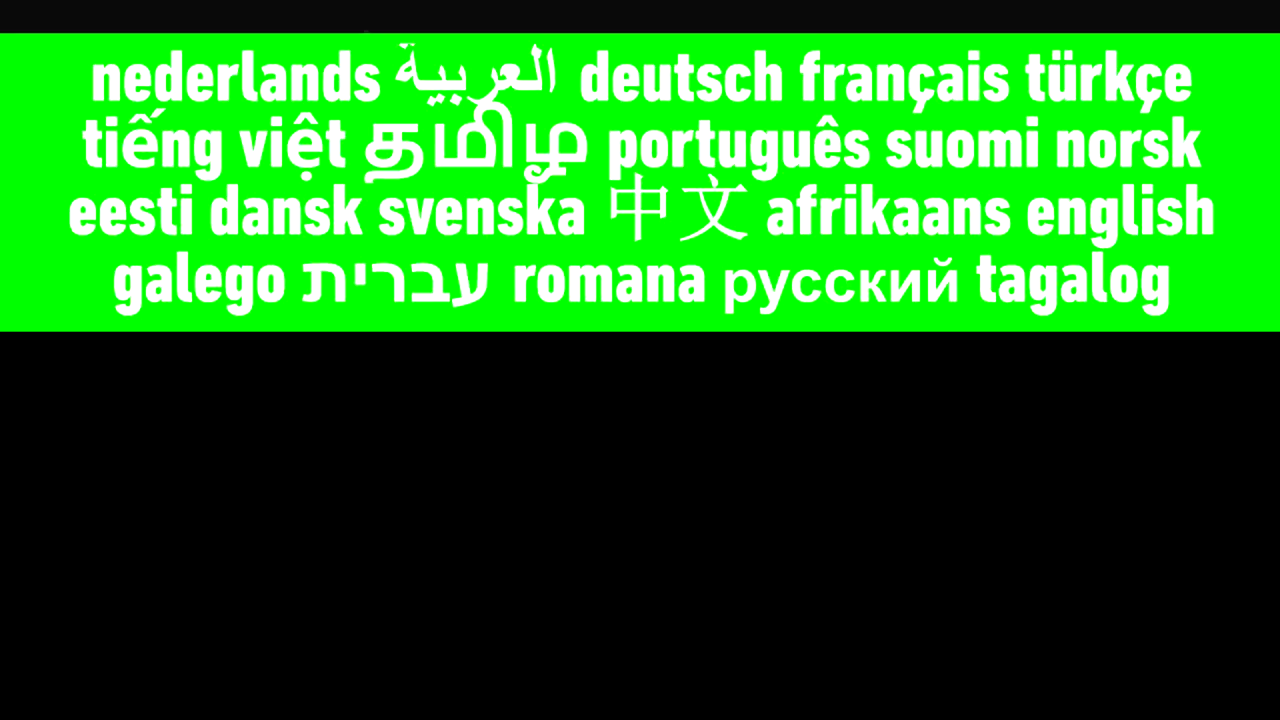 nederlands العربية deutsch français türkçe
tiếng việt தமிழ português suomi norsk
eesti dansk svenska 中文 afrikaans english
galego עברית romana русский tagalog